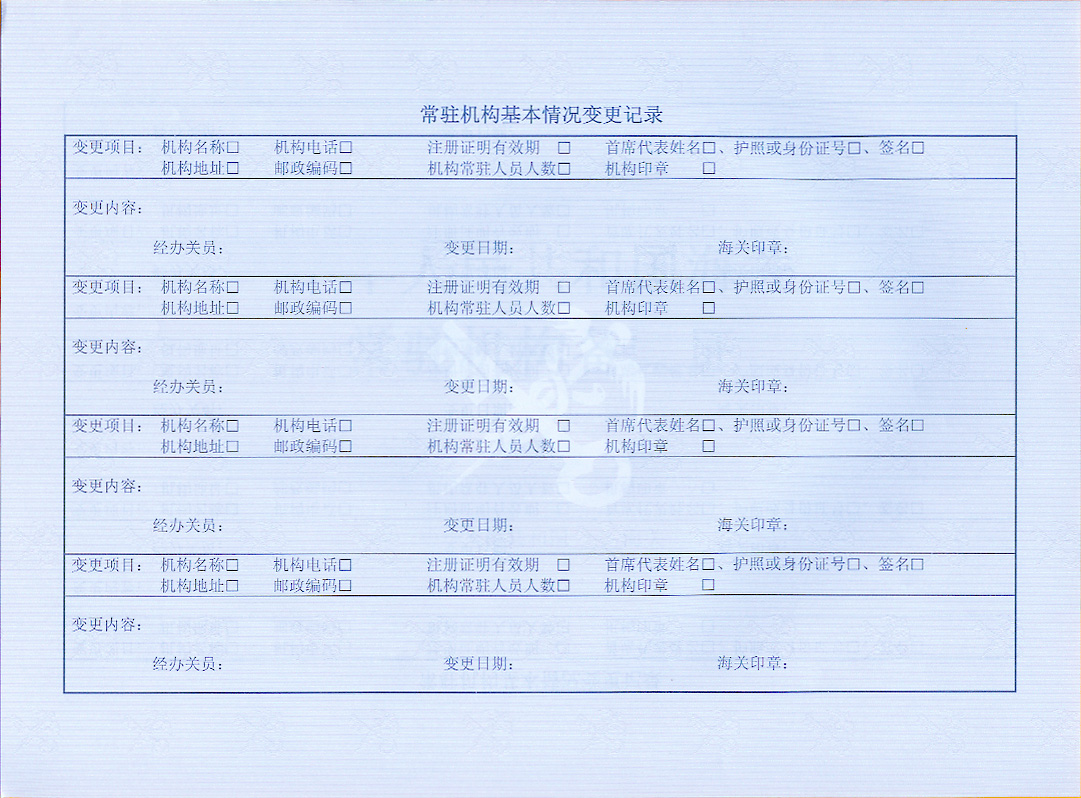 常驻机构基本情况变更记录
变更项目: 机构名称□ 机构电话□ 注册证明有效期 □ 首席代表姓名□、护照或身份证号□、签名□
机构地址□ 邮政编码□ 机构常驻人员人数□ 机构印章 □
变更内容:
经办关员: 变更日期: 海关印章:
变更项目: 机构名称□ 机构电话□ 注册证明有效期 □ 首席代表姓名□、护照或身份证号□、签名□
机构地址□ 邮政编码□ 机构常驻人员人数□ 机构印章 □
变更内容:
经办关员: 变更日期: 海关印章:
变更项目: 机构名称□ 机构电话□ 注册证明有效期 □ 首席代表姓名□、护照或身份证号□、签名□
机构地址□ 邮政编码□ 机构常驻人员人数□ 机构印章 □
变更内容:
经办关员: 变更日期: 海关印章:
变更项目: 机构名称□ 机构电话□ 注册证明有效期 □ 首席代表姓名□、护照或身份证号□、签名□
机构地址□ 邮政编码□ 机构常驻人员人数□ 机构印章 □
变更内容:
经办关员: 变更日期: 海关印章: